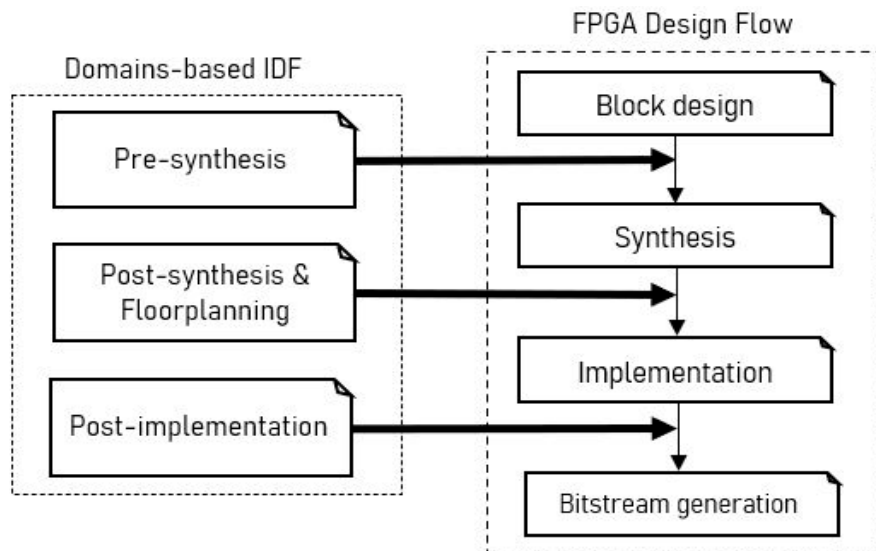 FPGA Design Flow
Domains-based IDF
Block design
Pre-synthesis
Synthesis
Post-synthesis &
Floorplanning
Implementation
Post-implementation
Bitstream generation